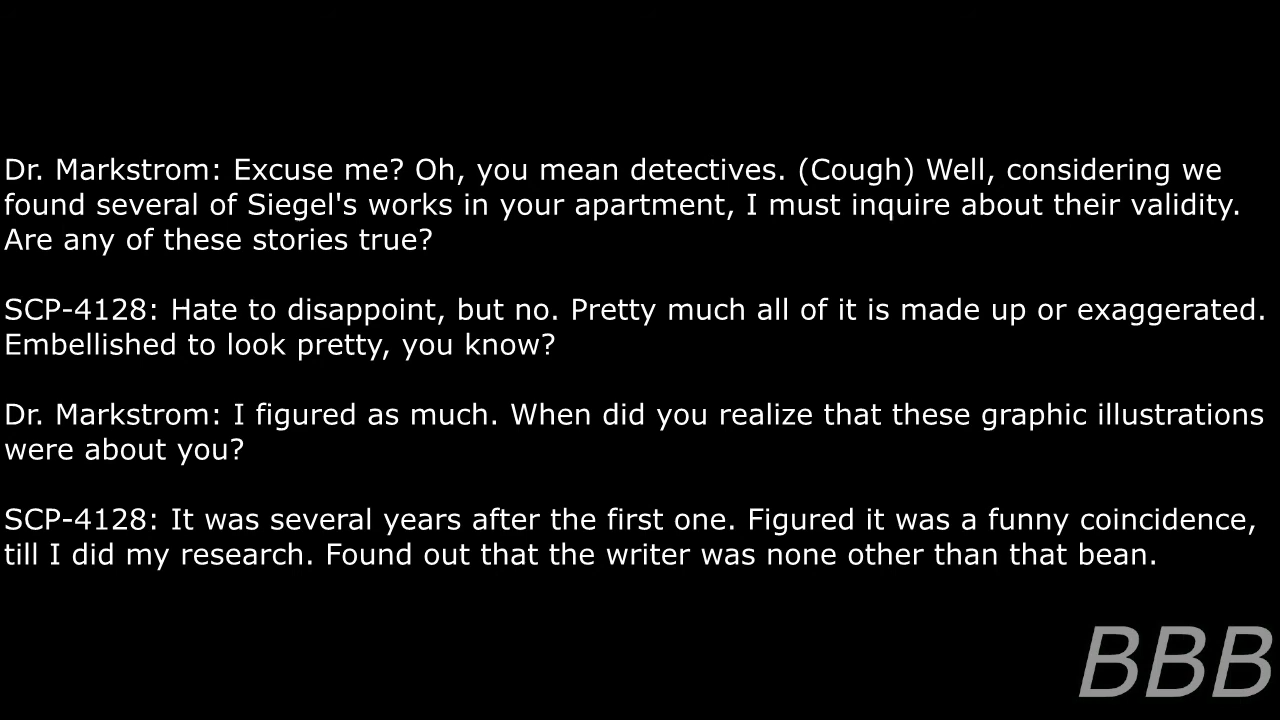 Dr. Markstrom: Excuse me? Oh, you mean detectives. (Cough) Well, considering we
found several of Siegel's works in your apartment, I must inquire about their validity.
Are any of these stories true?
SCP-4128: Hate to disappoint, but no. Pretty much all of it is made up or exaggerated.
Embellished to look pretty, you know?
Dr. Markstrom: I figured as much. When did you realize that these graphic illustrations
were about you?
SCP-4128: It was several years after the first one. Figured it was a funny coincidence,
till I did my research. Found out that the writer was none other than that bean.
BBB